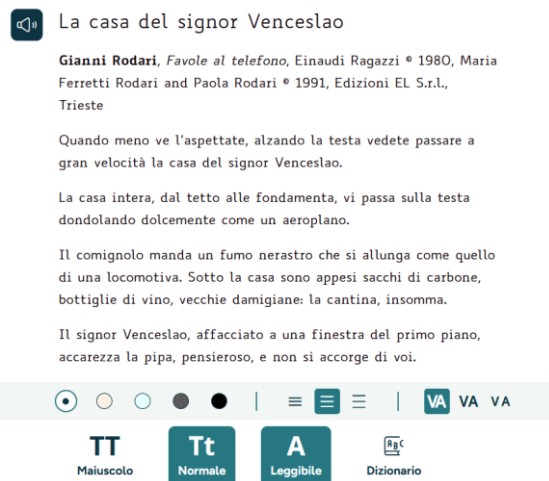 La casa del signor Venceslao
Gianni Rodari, Favole al telefono, Einaudi Ragazzi © 1980, Maria
Ferretti Rodari and Paola Rodari © 1991, Edizioni EL S.r.l.,
Trieste
Quando meno ve l'aspettate, alzando la testa vedete passare a
gran velocità la casa del signor Venceslao.
La casa intera, dal tetto alle fondamenta, vi passa sulla testa
dondolando dolcemente come un aeroplano.
Il comignolo manda un fumo nerastro che si allunga come quello
di una locomotiva. Sotto la casa sono appesi sacchi di carbone,
bottiglie di vino, vecchie damigiane: la cantina, insomma.
Il signor Venceslao, affacciato a una finestra del primo piano,
accarezza la pipa, pensieroso, e non si accorge di voi.
VA VA VA
TT Tt A
Maiuscolo Normale Leggibile Dizionario